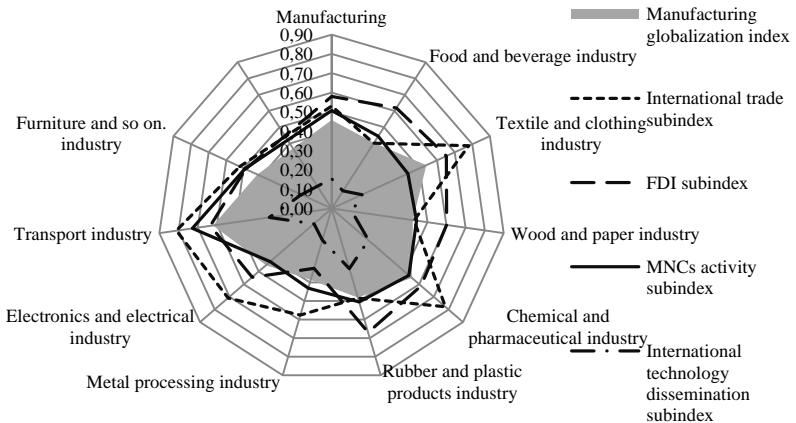 Manufacturing
0,90
0,80
0,70
0,60
0,50
0,40
0,30
0,20
0,10
0,00
Food and beverage industry
Textile and clothing
industry
Wood and paper industry
Chemical and
pharmaceutical industry
Rubber and plastic
products industry
Metal processing industry
Electronics and electrical
industry
Transport industry
Furniture and so on.
industry
Manufacturing
globalization index
International trade
subindex
FDI subindex
MNCs activity
subindex
International
technology
dissemination
subindex